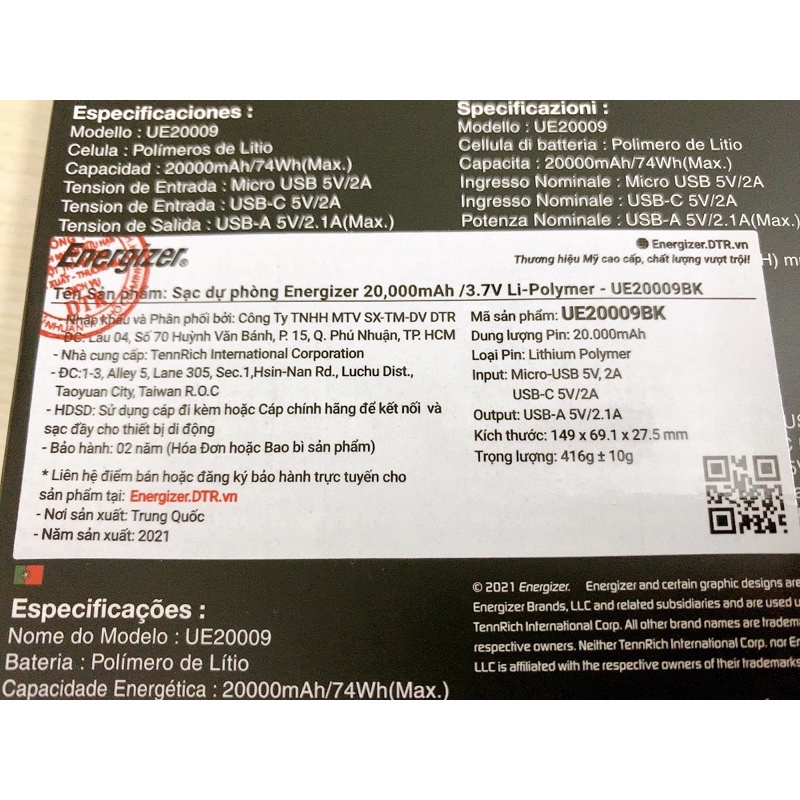 Especificaciones :
Modello : UE20009
Celula : Polímeros de Lítio
Capacidad : 20000mAh/74Wh(Max.)
Tension de Entrada : Micro USB 5V/2A
Tension de Entrada : USB-C 5V/2A
Tension de Salida : USB-A 5V/2.1A(Max.)
Specificazioni :
Modello : UE20009
Cellula di batteria : Polimero de Litio
Capacita : 20000mAh/74Wh(Max.)
Ingresso Nominale : Micro USB 5V/2A
Ingresso Nominale : USB-C 5V/2A
Potenza Nominale : USB-A 5V/2.1A(Max.)
Energizer®
DTR
Energizer.DTR.vn
Thương hiệu Mỹ cao cấp, chất lượng vượt trội!
Tên Sản phẩm: Sạc dự phòng Energizer 20,000mAh /3.7V Li-Polymer - UE20009BK
- Nhập khẩu và Phân phối bởi: Công Ty TNHH MTV SX-TM-DV DTR
ĐC: Lầu 04, Số 70 Huỳnh Văn Bánh, P. 15, Q. Phú Nhuận, TP. HCM
- Nhà cung cấp: TennRich International Corporation
- ĐC:1-3, Alley 5, Lane 305, Sec.1,Hsin-Nan Rd., Luchu Dist.,
Taoyuan City, Taiwan R.O.C
- HDSD: Sử dụng cáp đi kèm hoặc Cáp chính hãng để kết nối và
sạc đầy cho thiết bị di động
- Bảo hành: 02 năm (Hóa Đơn hoặc Bao bì sản phẩm)
* Liên hệ điểm bán hoặc đăng ký bảo hành trực tuyến cho
sản phẩm tại: Energizer.DTR.vn
- Nơi sản xuất: Trung Quốc
- Năm sản xuất: 2021
Mã sản phẩm: UE20009BK
Dung lượng Pin: 20.000mAh
Loại Pin: Lithium Polymer
Input: Micro-USB 5V, 2A
USB-C 5V/2A
Output: USB-A 5V/2.1A
Kích thước: 149 x 69.1 x 27.5 mm
Trọng lượng: 416g ± 10g
Especificações :
Nome do Modelo : UE20009
Bateria : Polímero de Lítio
Capacidade Energética : 20000mAh/74Wh(Max.)
© 2021 Energizer. Energizer and certain graphic designs are
Energizer Brands, LLC and related subsidiaries and are used u
TennRich International Corp. All other brand names are tradem
respective owners. Neither TennRich International Corp. nor En
LLC is affiliated with the respective owners of their trademarks